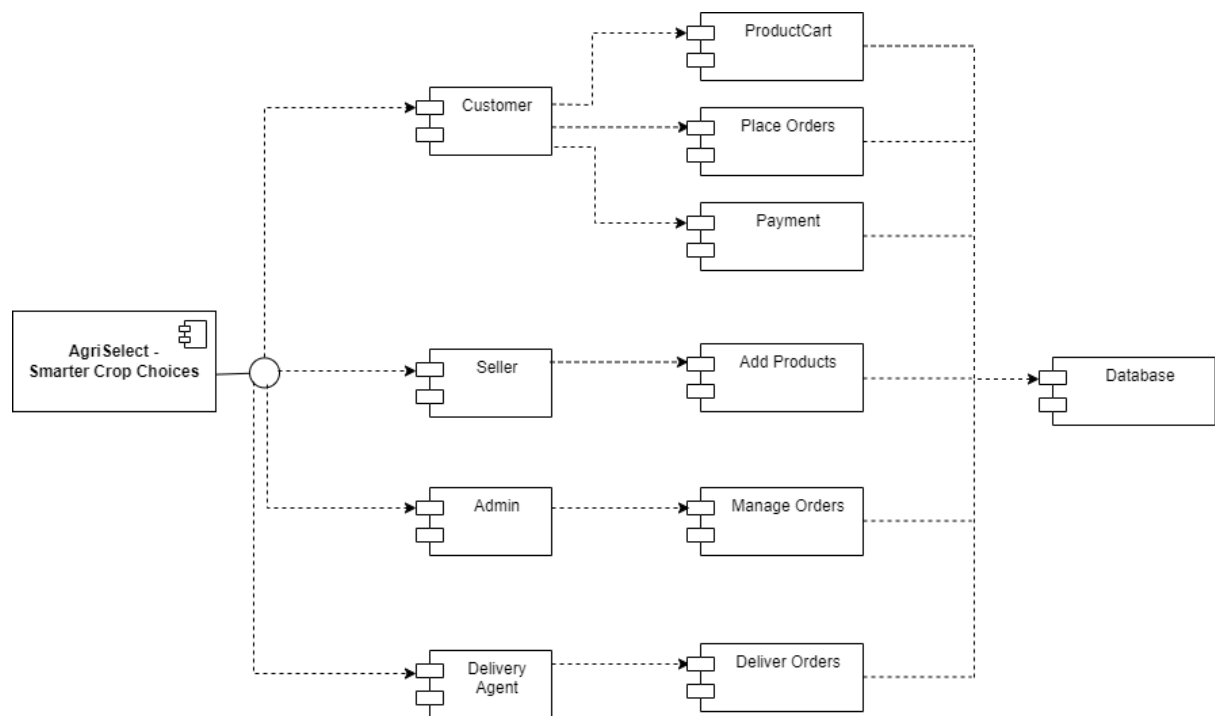 ProductCart
Customer
Place Orders
Payment
AgriSelect -
Smarter Crop Choices
Seller
Add Products
Database
Admin
Manage Orders
Delivery
Agent
Deliver Orders